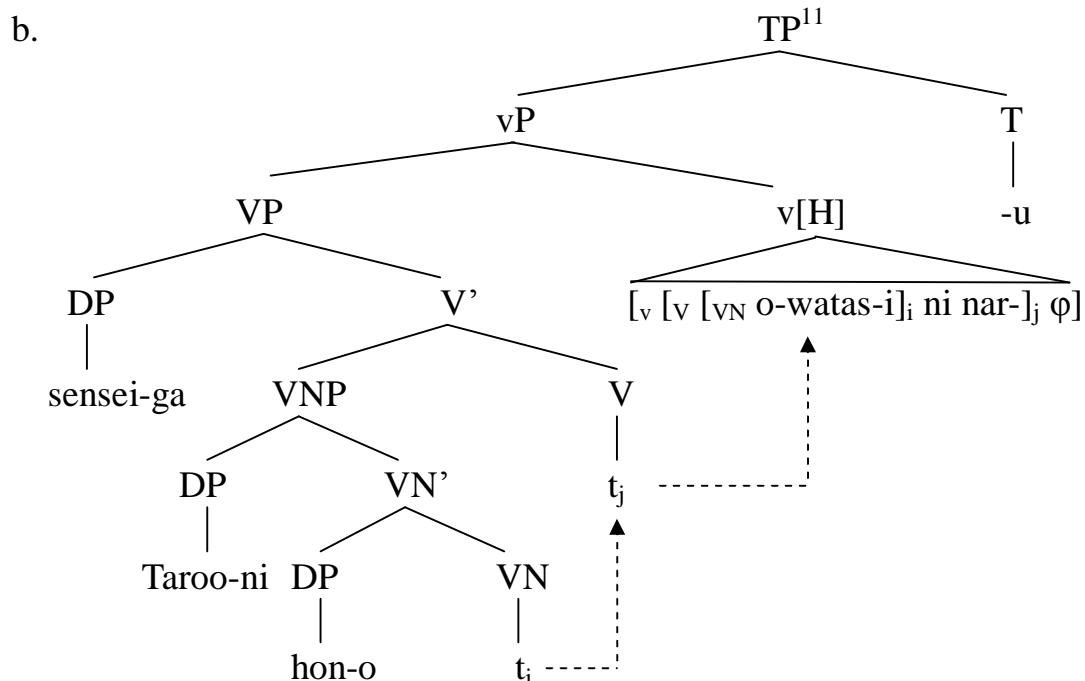 b. TP11
vP T
VP v[H] -u
DP V’ [v [V [VN o-watas-i]i ni nar-]j φ]
sensei-ga VNP V
DP VN’ tj
Taroo-ni DP VN
hon-o ti